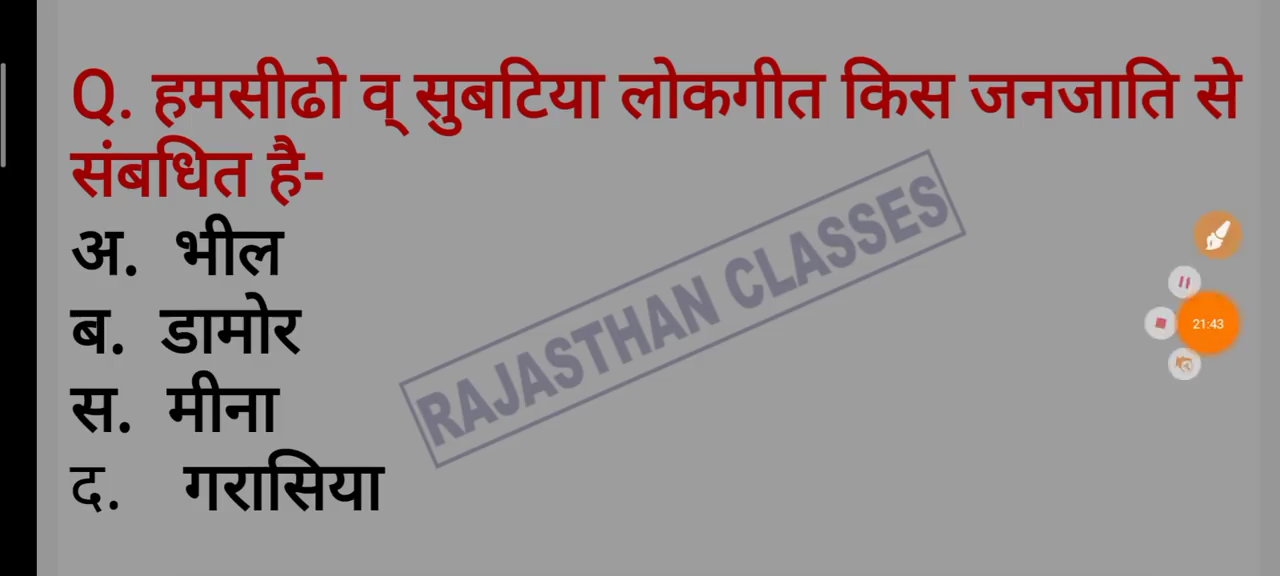 Q. हमसीढो व् सुबटिया लोकगीत किस जनजाति से
संबधित है-
अ. भील
ब. डामोर
स. मीना
द. गरासिया
RAJASTHAN CLASSES
21:43